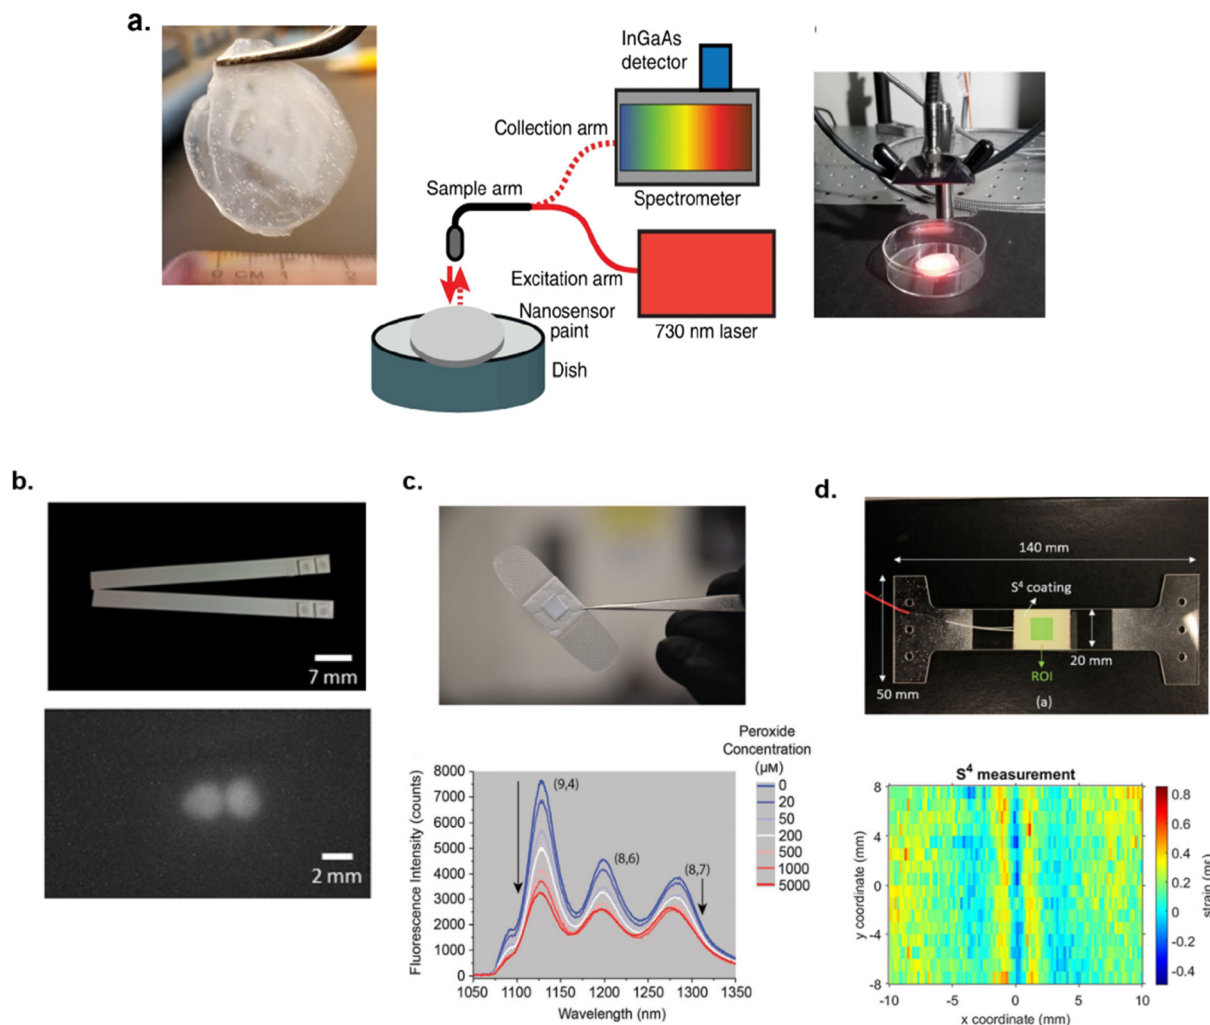 a.
0 CM 1 2
InGaAs
detector
Collection arm
Sample arm
Spectrometer
Excitation arm
Nanosensor
paint
730 nm laser
Dish
b.
7 mm
2 mm
c.
Peroxide
Concentration
(µM)
0
20
50
200
500
1000
5000
Fluorescence Intensity (counts)
8000
7000
6000
5000
4000
3000
2000
1000
0
(9,4)
(8,6)
(8,7)
1050 1100 1150 1200 1250 1300 1350
Wavelength (nm)
d.
140 mm
S⁴ coating
20 mm
50 mm
ROI
(a)
S⁴ measurement
y coordinate (mm)
8
4
0
-4
-8
-10 -5 0 5 10
x coordinate (mm)
0.8
0.6
0.4
0.2
0
-0.2
-0.4
strain (mε)